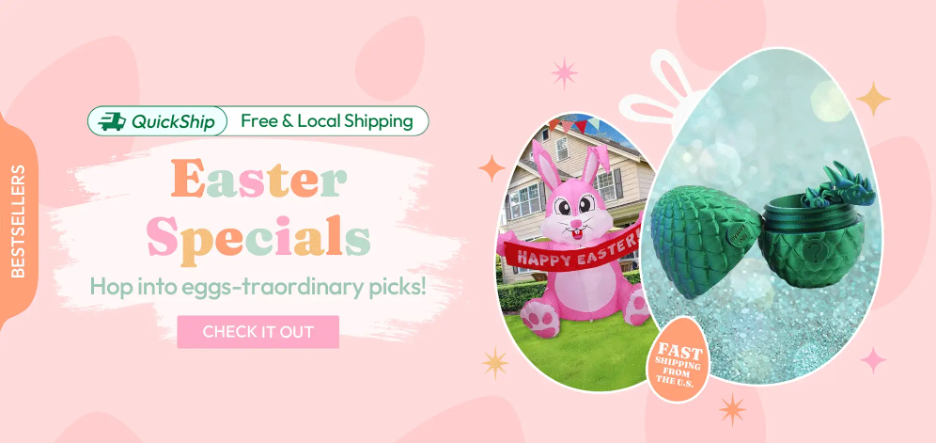 BESTSELLERS
QuickShip Free & Local Shipping
Easter
Specials
Hop into eggs-traordinary picks!
CHECK IT OUT
HAPPY EASTER!
FAST
SHIPPING
FROM
THE U.S.